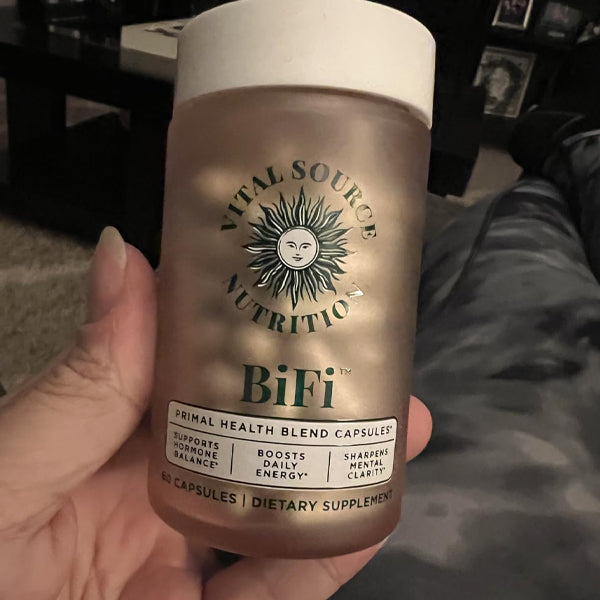 VITAL SOURCE
NUTRITION
BiFi™
PRIMAL HEALTH BLEND CAPSULES*
SUPPORTS HORMONE BALANCE*
BOOSTS DAILY ENERGY*
SHARPENS MENTAL CLARITY*
60 CAPSULES | DIETARY SUPPLEMENT